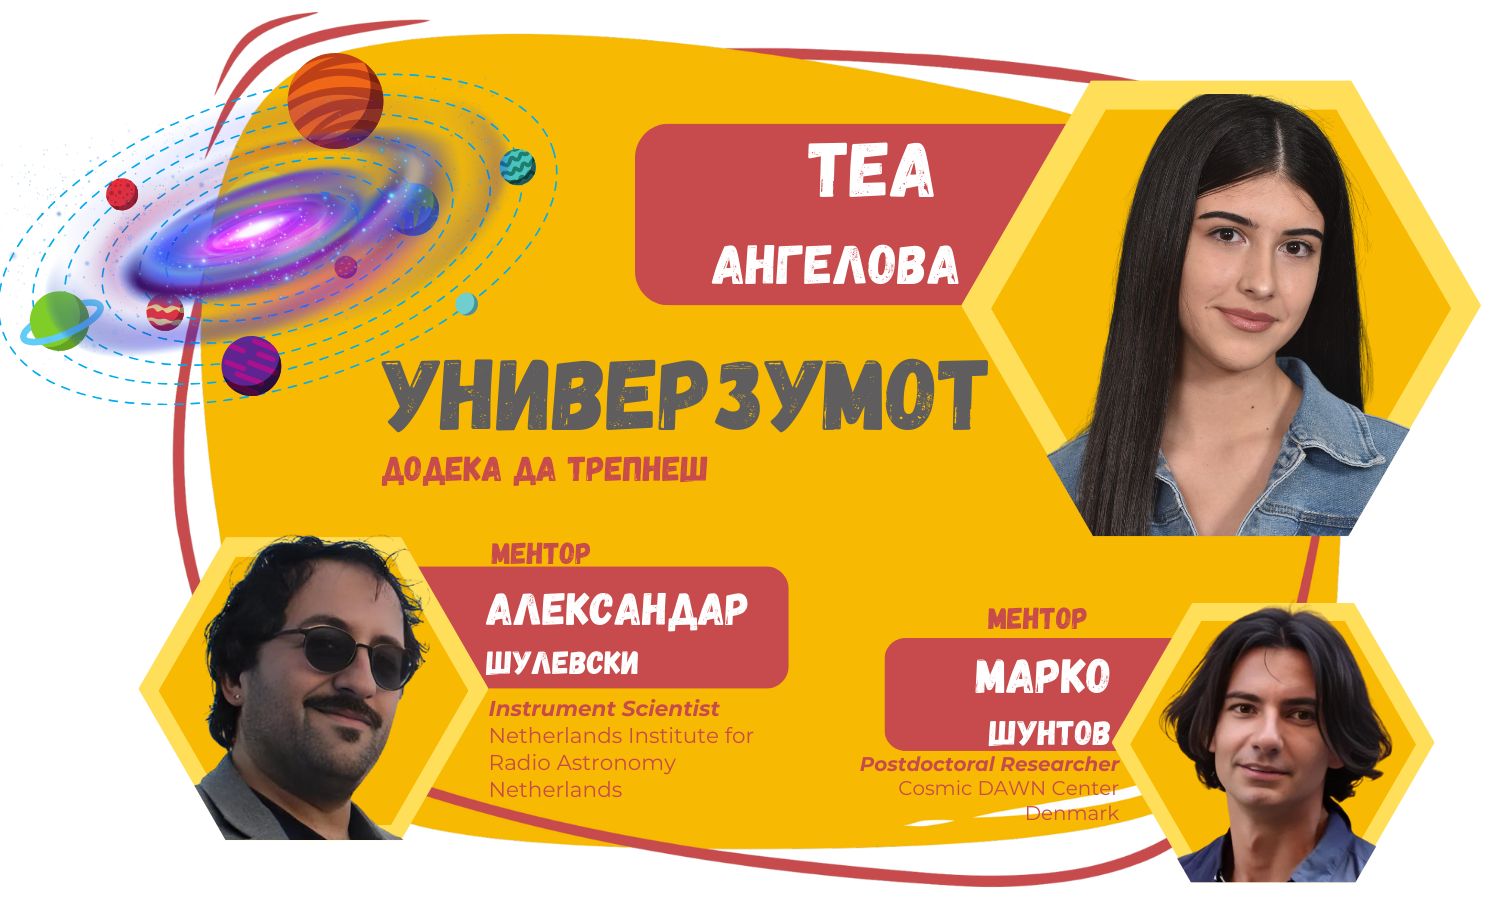 ТЕА
АНГЕЛОВА
УНИВЕРЗУМОТ
ДОДЕКА ДА ТРЕПНЕШ
МЕНТОР
АЛЕКСАНДАР
ШУЛЕВСКИ
Instrument Scientist
Netherlands Institute for
Radio Astronomy
Netherlands
МЕНТОР
МАРКО
ШУНТОВ
Postdoctoral Researcher
Cosmic DAWN Center
Denmark